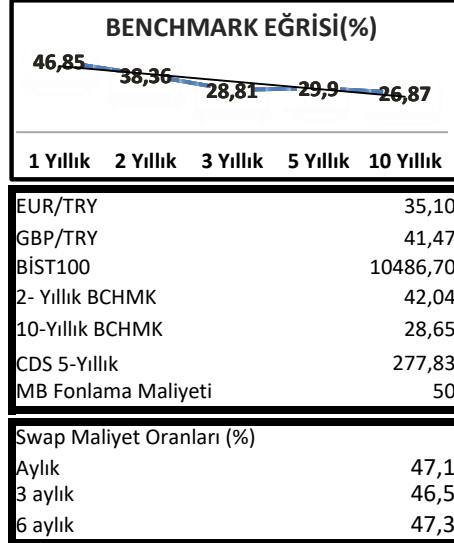 BENCHMARK EĞRİSİ(%)
46,85 38,36 28,81 29,9 26,87
1 Yıllık 2 Yıllık 3 Yıllık 5 Yıllık 10 Yıllık
EUR/TRY 35,10
GBP/TRY 41,47
BİST100 10486,70
2- Yıllık BCHMK 42,04
10-Yıllık BCHMK 28,65
CDS 5-Yıllık 277,83
MB Fonlama Maliyeti 50
Swap Maliyet Oranları (%)
Aylık 47,1
3 aylık 46,5
6 aylık 47,3